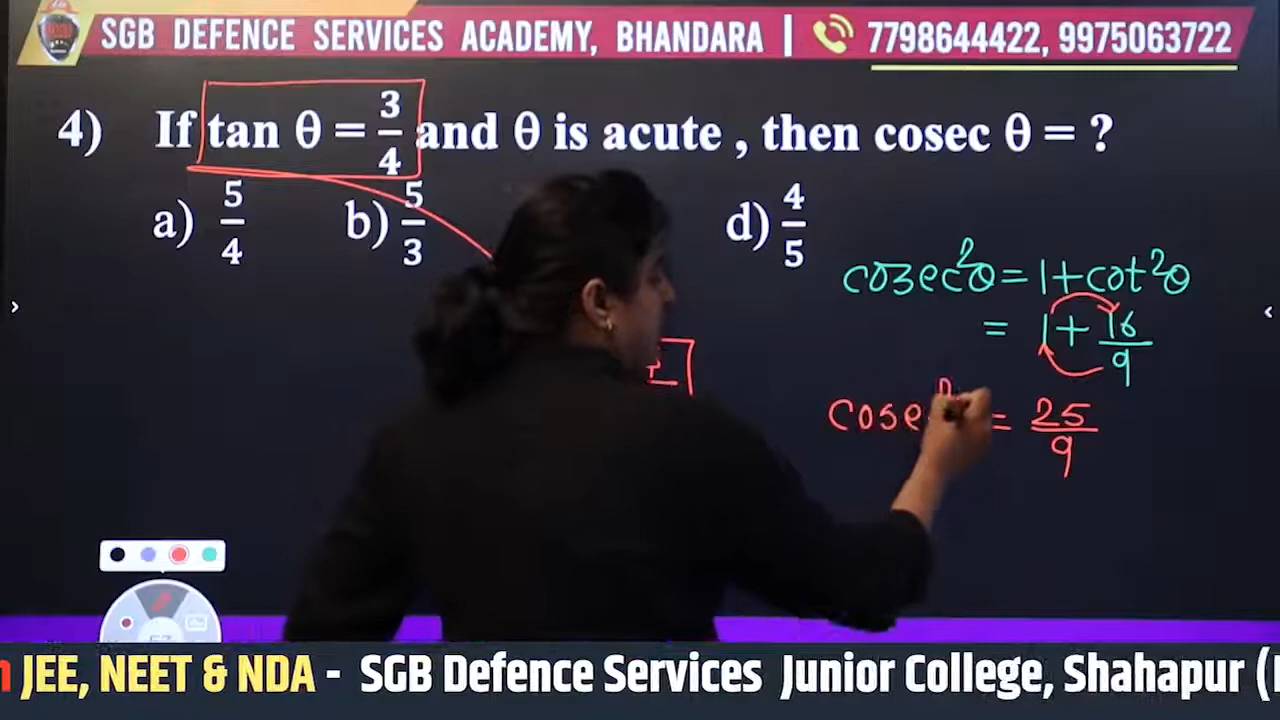 SGB DEFENCE SERVICES ACADEMY, BHANDARA | 7798644422, 9975063722
4) If tan θ = 3/4 and θ is acute , then cosec θ = ?
a) 5/4 b) 5/3 d) 4/5
cosec²θ = 1 + cot²θ
= 1 + 16/9
= 25/9
JEE, NEET & NDA - SGB Defence Services Junior College, Shahapur (